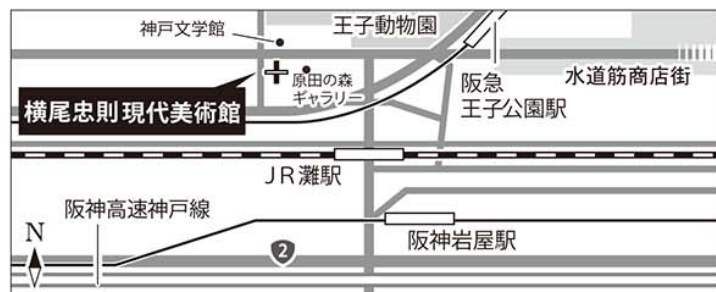 神戸文学館
王子動物園
原田の森
ギャラリー
横尾忠則現代美術館
阪急
王子公園駅
水道筋商店街
JR灘駅
阪神高速神戸線
阪神岩屋駅
N
2